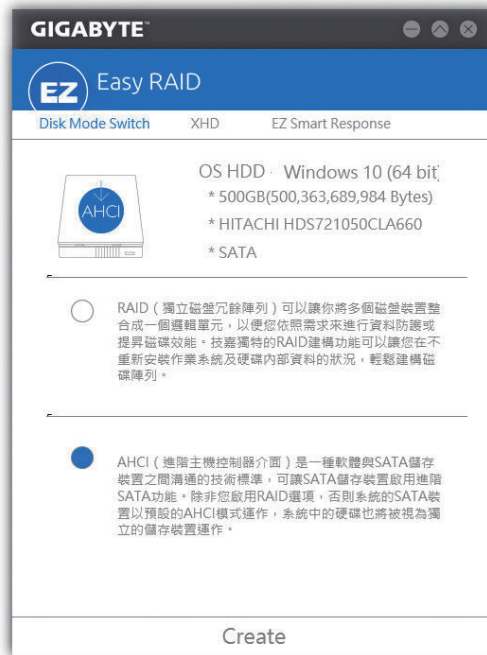 GIGABYTE™
EZ Easy RAID
Disk Mode Switch XHD EZ Smart Response
AHCI
OS HDD Windows 10 (64 bit)
* 500GB(500,363,689,984 Bytes)
* HITACHI HDS721050CLA660
* SATA
RAID（獨立磁盤冗餘陣列）可以讓你將多個磁盤裝置整
合成一個邏輯單元，以便您依照需求來進行資料防護或
提昇磁碟效能。技嘉獨特的RAID建構功能可以讓您在不
重新安裝作業系統及硬碟內部資料的狀況，輕鬆建構磁
碟陣列。
AHCI（進階主機控制器介面）是一種軟體與SATA儲存
裝置之間溝通的技術標準，可讓SATA儲存裝置啟用進階
SATA功能。除非您啟用RAID選項，否則系統的SATA裝
置以預設的AHCI模式運作，系統中的硬碟也將被視為獨
立的儲存裝置運作。
Create